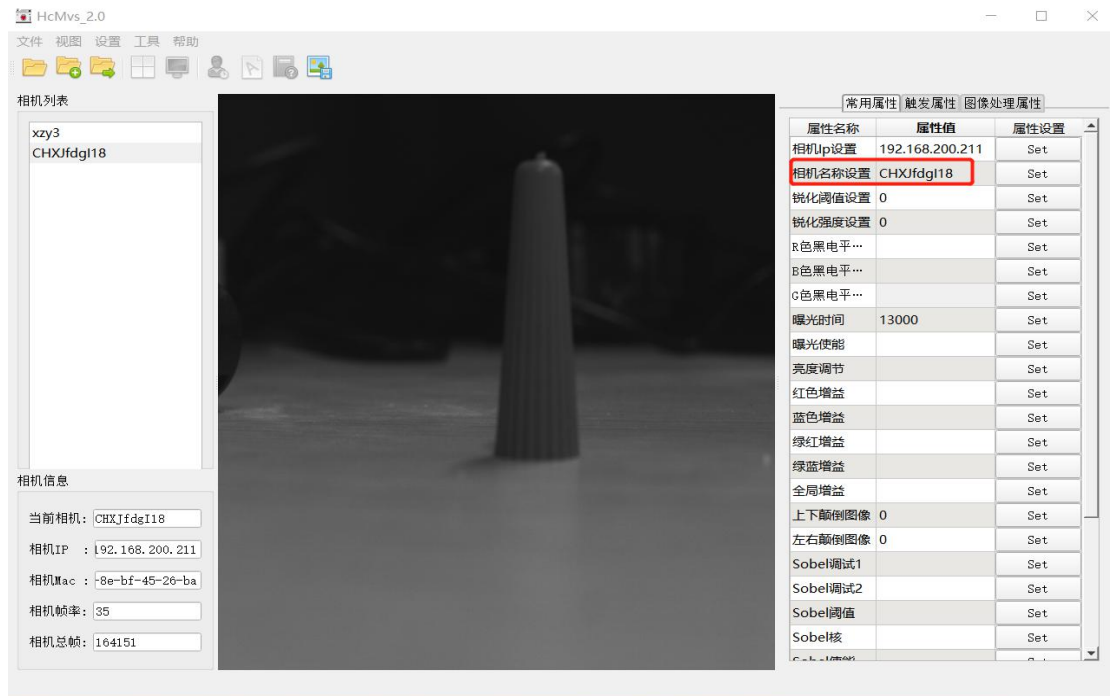 HcMvs_2.0
文件 视图 设置 工具 帮助
相机列表
xzy3
CHXJfdgI18
相机信息
当前相机: CHXJfdgI18
相机IP : 192.168.200.211
相机Mac : -8e-bf-45-26-ba
相机帧率: 35
相机总帧: 164151
常用属性 触发属性 图像处理属性
属性名称 属性值 属性设置
相机Ip设置 192.168.200.211 Set
相机名称设置 CHXJfdgI18 Set
锐化阈值设置 0 Set
锐化强度设置 0 Set
R色黑电平… Set
B色黑电平… Set
G色黑电平… Set
曝光时间 13000 Set
曝光使能 Set
亮度调节 Set
红色增益 Set
蓝色增益 Set
绿红增益 Set
绿蓝增益 Set
全局增益 Set
上下颠倒图像 0 Set
左右颠倒图像 0 Set
Sobel调试1 Set
Sobel调试2 Set
Sobel阈值 Set
Sobel核 Set